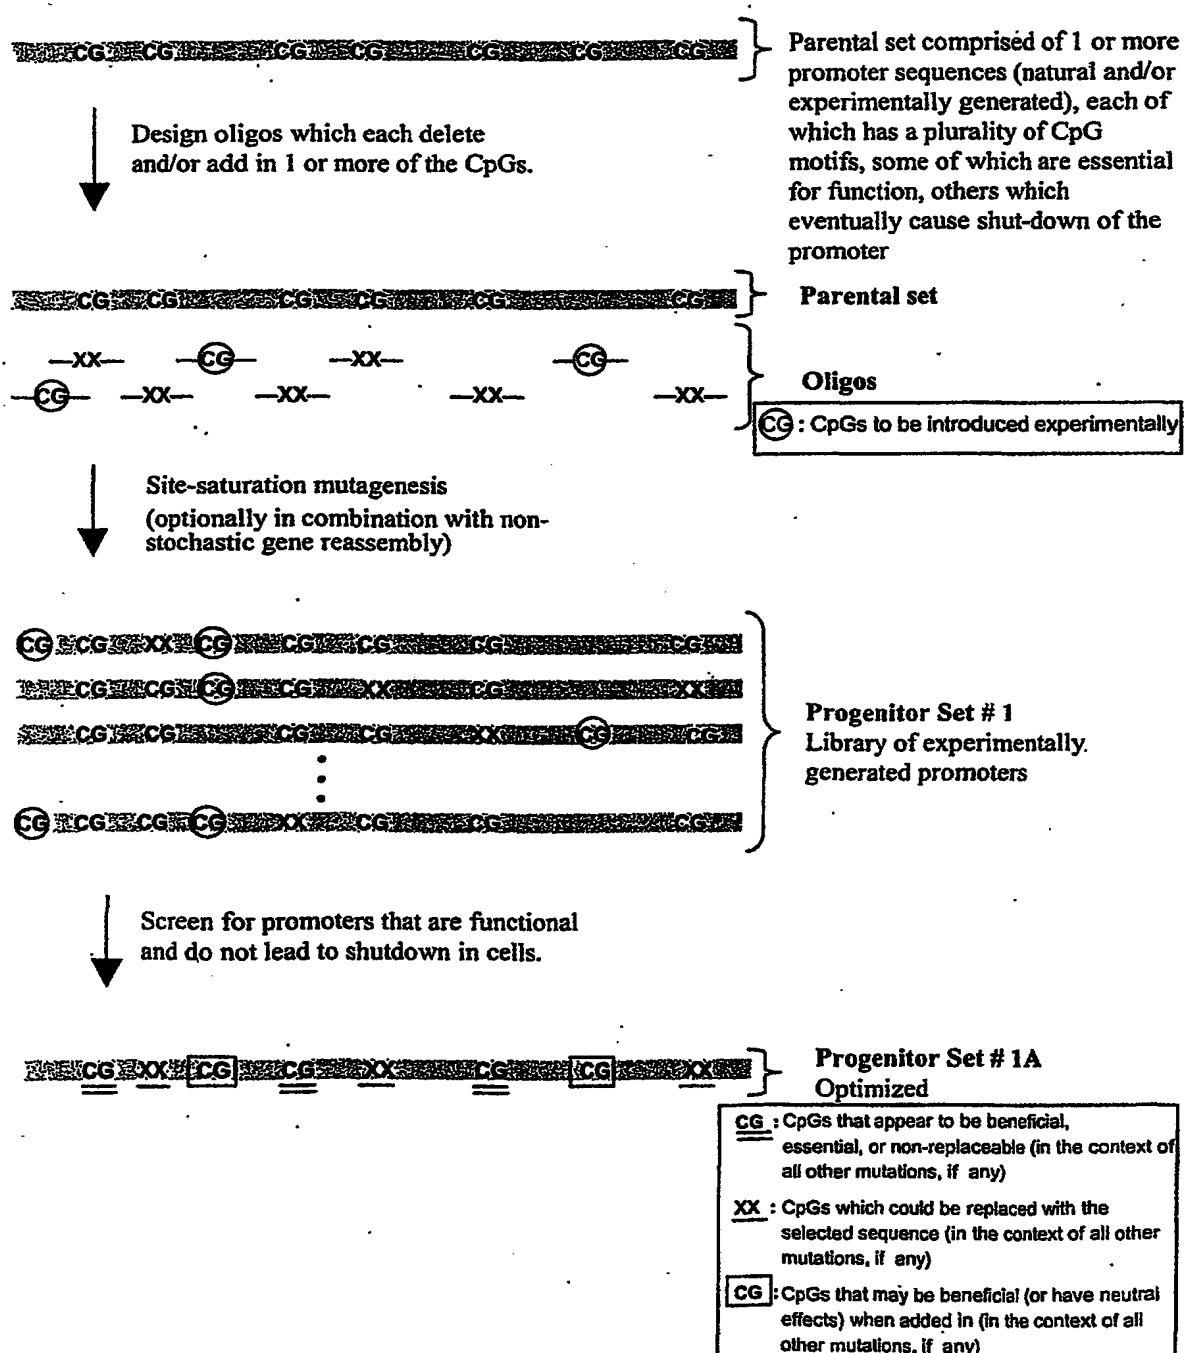 CG CG CG CG CG CG CG
Parental set comprised of 1 or more
promoter sequences (natural and/or
experimentally generated), each of
which has a plurality of CpG
motifs, some of which are essential
for function, others which
eventually cause shut-down of the
promoter
Design oligos which each delete
and/or add in 1 or more of the CpGs.
CG CG CG CG CG CG
Parental set
XX CG XX CG
CG XX XX XX XX
Oligos
CG : CpGs to be introduced experimentally
Site-saturation mutagenesis
(optionally in combination with non-
stochastic gene reassembly)
CG CG XX CG CG CG CG CG
CG CG CG CG XX CG XX
CG CG CG CG XX CG CG
CG CG CG CG XX CG CG CG
Progenitor Set # 1
Library of experimentally.
generated promoters
Screen for promoters that are functional
and do not lead to shutdown in cells.
CG XX CG CG XX CG CG XX
Progenitor Set # 1A
Optimized
CG : CpGs that appear to be beneficial,
essential, or non-replaceable (in the context of
all other mutations, if any)
XX : CpGs which could be replaced with the
selected sequence (in the context of all other
mutations, if any)
CG : CpGs that may be beneficial (or have neutral
effects) when added in (in the context of all
other mutations, if any)